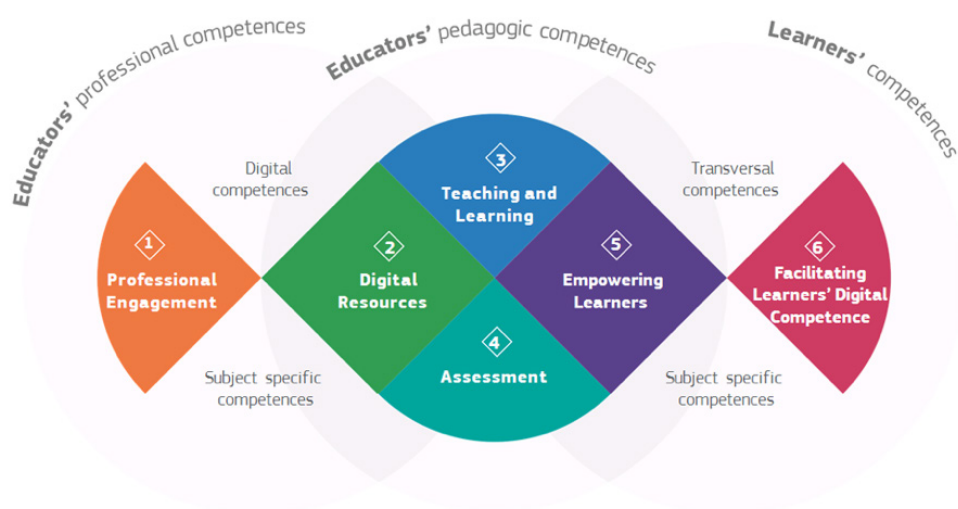 Educators' professional competences
Educators' pedagogic competences
Learners' competences
Digital
competences
Transversal
competences
1
Professional
Engagement
2
Digital
Resources
3
Teaching and
Learning
4
Assessment
5
Empowering
Learners
6
Facilitating
Learners' Digital
Competence
Subject specific
competences
Subject specific
competences